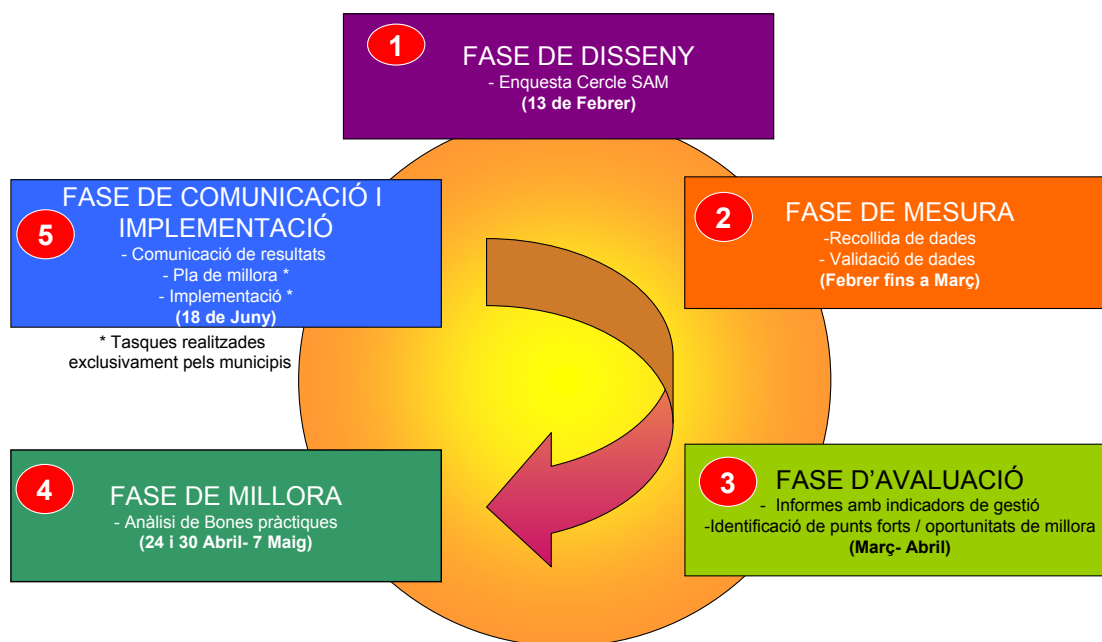 1
FASE DE DISSENY
- Enquesta Cercle SAM
(13 de Febrer)
2
FASE DE MESURA
-Recollida de dades
- Validació de dades
(Febrer fins a Març)
3
FASE D’AVALUACIÓ
- Informes amb indicadors de gestió
-Identificació de punts forts / oportunitats de millora
(Març- Abril)
4
FASE DE MILLORA
- Anàlisi de Bones pràctiques
(24 i 30 Abril- 7 Maig)
5
FASE DE COMUNICACIÓ I
IMPLEMENTACIÓ
- Comunicació de resultats
- Pla de millora *
- Implementació *
(18 de Juny)
* Tasques realitzades
exclusivament pels municipis